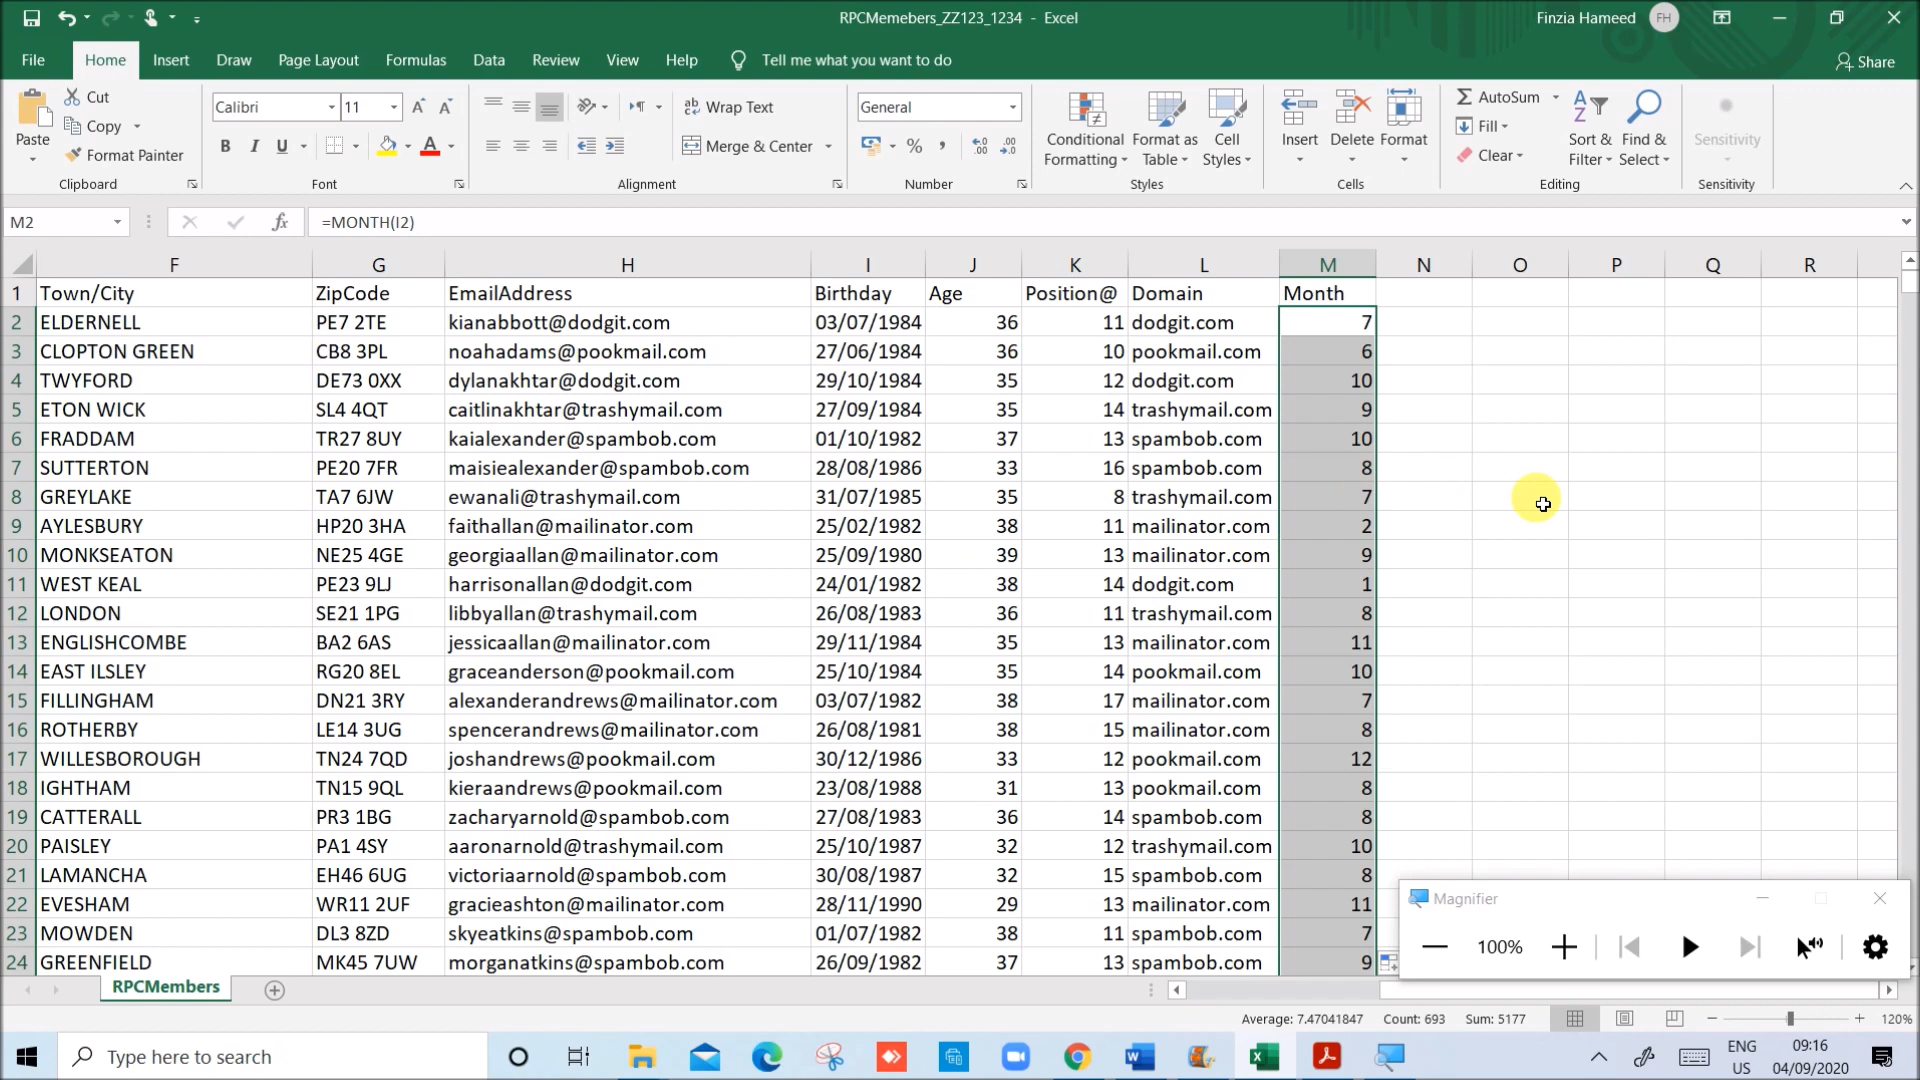 RPCMemebers_ZZ123_1234 - Excel
Finzia Hameed FH
File Home Insert Draw Page Layout Formulas Data Review View Help Tell me what you want to do Share
Paste Cut Copy Format Painter Clipboard
Calibri 11 B I U A Font
Wrap Text Merge & Center Alignment
General % , Number
Conditional Formatting Format as Table Cell Styles Styles
Insert Delete Format Cells
AutoSum Fill Clear Sort & Filter Find & Select Editing
Sensitivity Sensitivity
M2 fx =MONTH(I2)
F G H I J K L M N O P Q R
1 Town/City ZipCode EmailAddress Birthday Age Position@ Domain Month
2 ELDERNELL PE7 2TE kianabbott@dodgit.com 03/07/1984 36 11 dodgit.com 7
3 CLOPTON GREEN CB8 3PL noahadams@pookmail.com 27/06/1984 36 10 pookmail.com 6
4 TWYFORD DE73 0XX dylanakhtar@dodgit.com 29/10/1984 35 12 dodgit.com 10
5 ETON WICK SL4 4QT caitlinakhtar@trashymail.com 27/09/1984 35 14 trashymail.com 9
6 FRADDAM TR27 8UY kaialexander@spambob.com 01/10/1982 37 13 spambob.com 10
7 SUTTERTON PE20 7FR maisiealexander@spambob.com 28/08/1986 33 16 spambob.com 8
8 GREYLAKE TA7 6JW ewanali@trashymail.com 31/07/1985 35 8 trashymail.com 7
9 AYLESBURY HP20 3HA faithallan@mailinator.com 25/02/1982 38 11 mailinator.com 2
10 MONKSEATON NE25 4GE georgiaallan@mailinator.com 25/09/1980 39 13 mailinator.com 9
11 WEST KEAL PE23 9LJ harrisonallan@dodgit.com 24/01/1982 38 14 dodgit.com 1
12 LONDON SE21 1PG libbyallan@trashymail.com 26/08/1983 36 11 trashymail.com 8
13 ENGLISHCOMBE BA2 6AS jessicaallan@mailinator.com 29/11/1984 35 13 mailinator.com 11
14 EAST ILSLEY RG20 8EL graceanderson@pookmail.com 25/10/1984 35 14 pookmail.com 10
15 FILLINGHAM DN21 3RY alexanderandrews@mailinator.com 03/07/1982 38 17 mailinator.com 7
16 ROTHERBY LE14 3UG spencerandrews@mailinator.com 26/08/1981 38 15 mailinator.com 8
17 WILLESBOROUGH TN24 7QD joshandrews@pookmail.com 30/12/1986 33 12 pookmail.com 12
18 IGHTHAM TN15 9QL kieraandrews@pookmail.com 23/08/1988 31 13 pookmail.com 8
19 CATTERALL PR3 1BG zacharyarnold@spambob.com 27/08/1983 36 14 spambob.com 8
20 PAISLEY PA1 4SY aaronarnold@trashymail.com 25/10/1987 32 12 trashymail.com 10
21 LAMANCHA EH46 6UG victoriaarnold@spambob.com 30/08/1987 32 15 spambob.com 8
22 EVESHAM WR11 2UF gracieashton@mailinator.com 28/11/1990 29 13 mailinator.com 11
23 MOWDEN DL3 8ZD skyeatkins@spambob.com 01/07/1982 38 11 spambob.com 7
24 GREENFIELD MK45 7UW morganatkins@spambob.com 26/09/1982 37 13 spambob.com 9
Magnifier
100%
RPCMembers
Average: 7.47041847 Count: 693 Sum: 5177 120%
Type here to search
ENG
US
09:16
04/09/2020